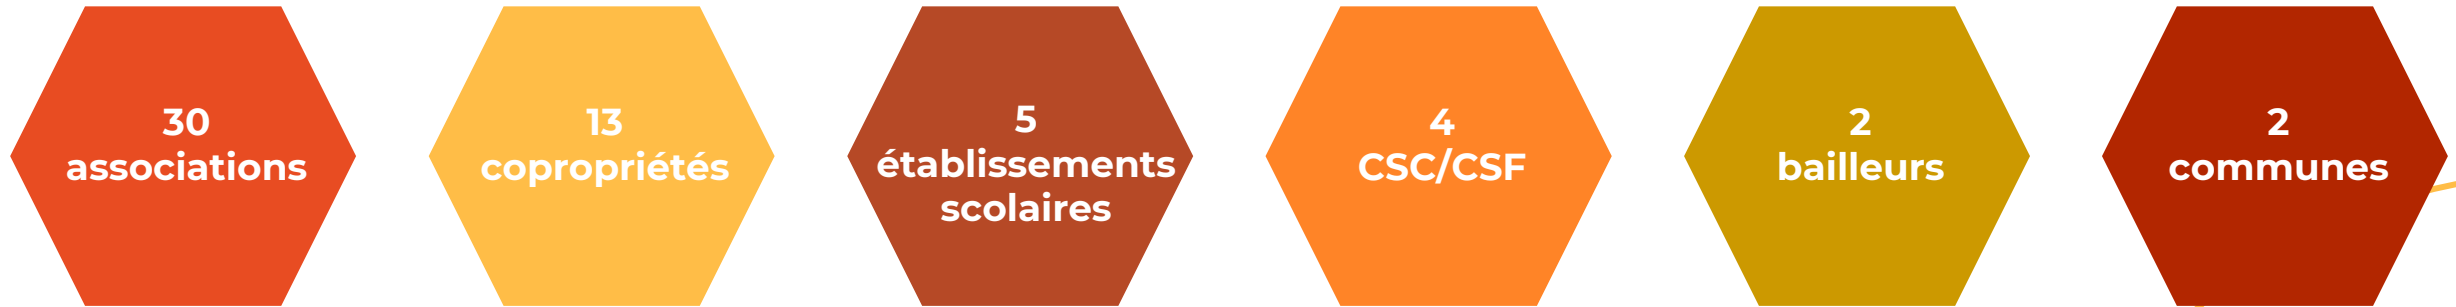 30
associations
13
copropriétés
5
établissements
scolaires
4
CSC/CSF
2
bailleurs
2
communes